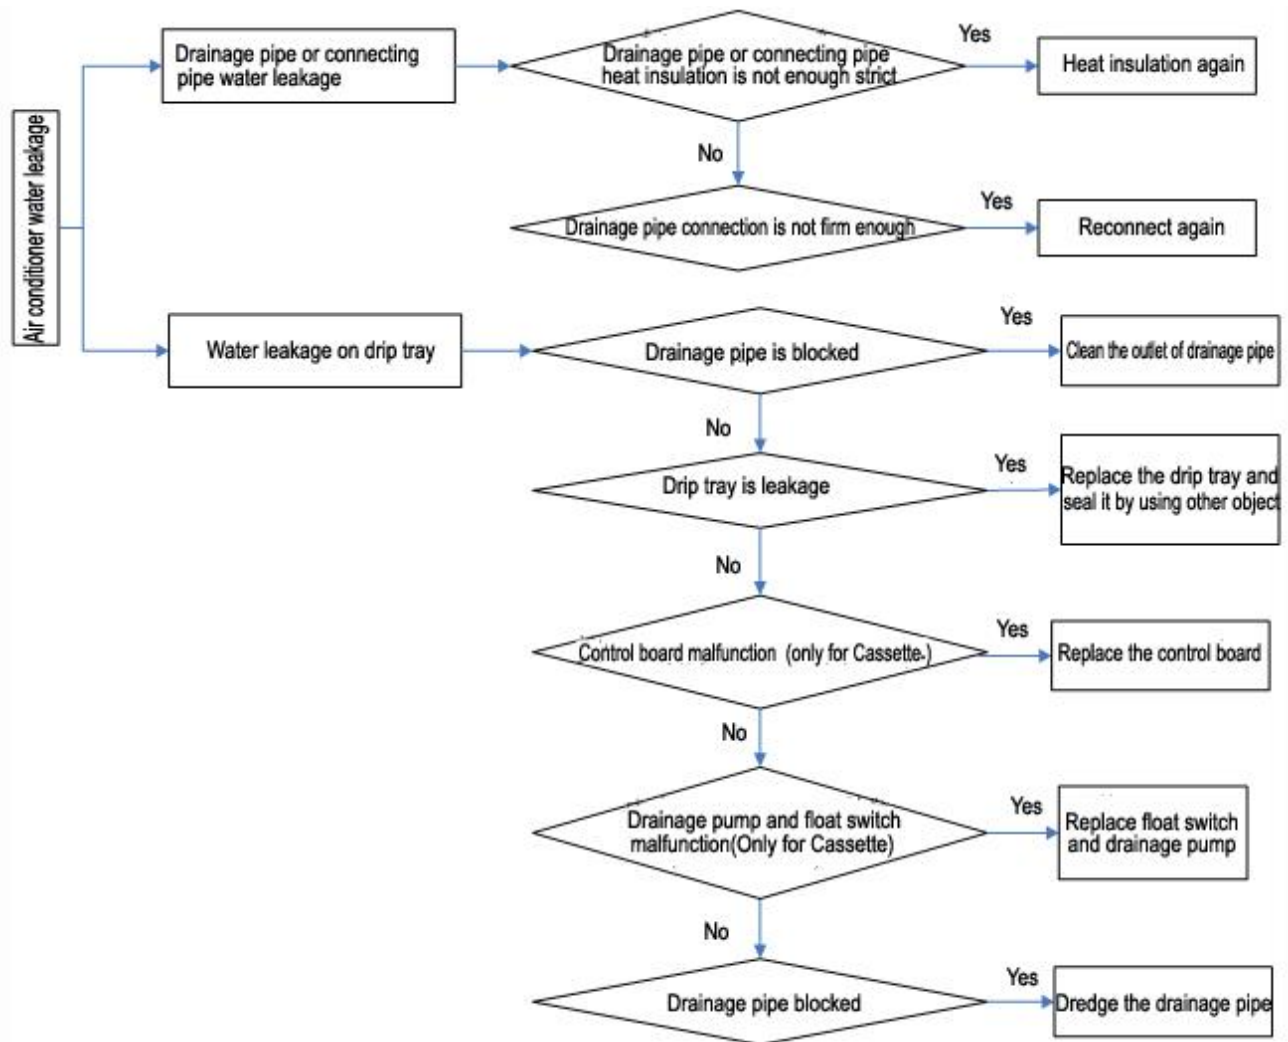 Air conditioner water leakage
Drainage pipe or connecting
pipe water leakage
Drainage pipe or connecting pipe
heat insulation is not enough strict
Yes
Heat insulation again
No
Drainage pipe connection is not firm enough
Yes
Reconnect again
Water leakage on drip tray
Drainage pipe is blocked
Yes
Clean the outlet of drainage pipe
No
Drip tray is leakage
Yes
Replace the drip tray and
seal it by using other object
No
Control board malfunction (only for Cassette.)
Yes
Replace the control board
No
Drainage pump and float switch
malfunction(Only for Cassette)
Yes
Replace float switch
and drainage pump
No
Drainage pipe blocked
Yes
Dredge the drainage pipe